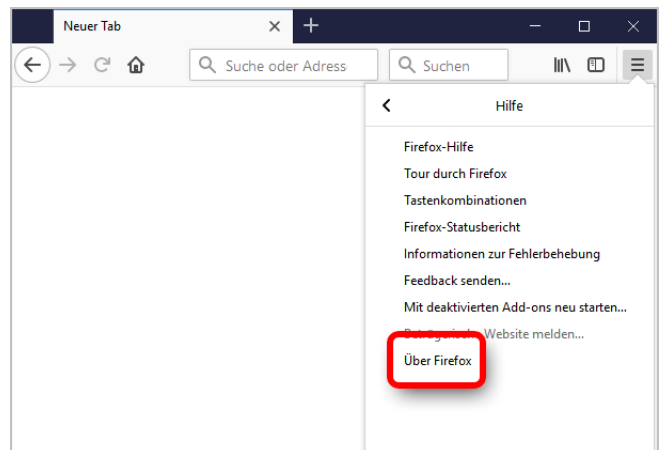 Neuer Tab
Suche oder Adress
Suchen
Hilfe
Firefox-Hilfe
Tour durch Firefox
Tastenkombinationen
Firefox-Statusbericht
Informationen zur Fehlerbehebung
Feedback senden...
Mit deaktivierten Add-ons neu starten...
Betrügerische Website melden...
Über Firefox